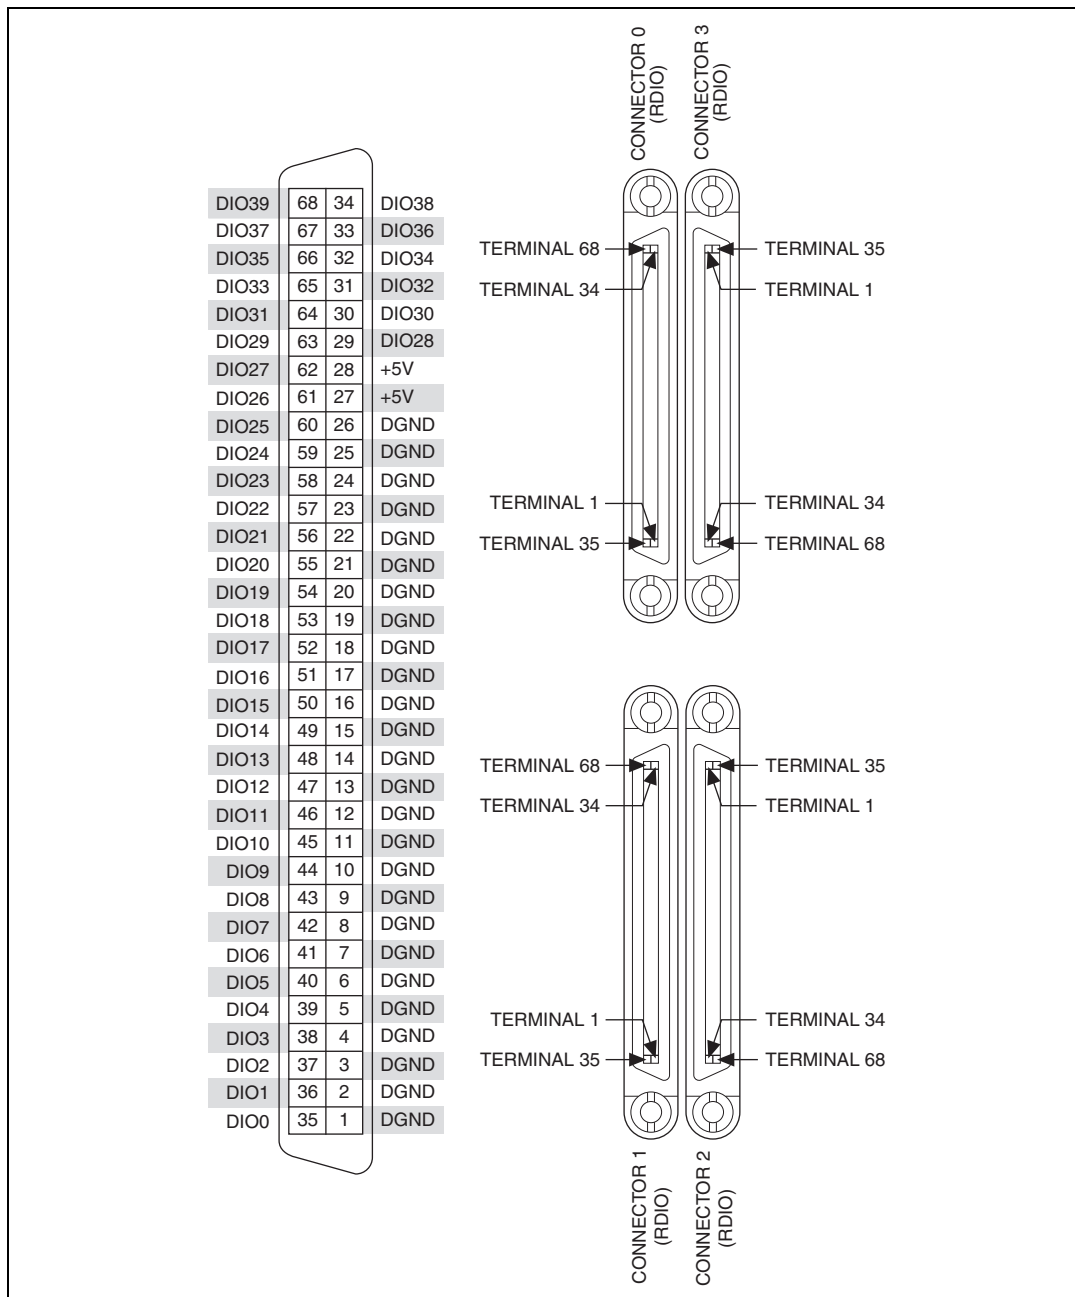 CONNECTOR 0
(RDIO)
CONNECTOR 3
(RDIO)
DIO39 68 34 DIO38
DIO37 67 33 DIO36
DIO35 66 32 DIO34
DIO33 65 31 DIO32
DIO31 64 30 DIO30
DIO29 63 29 DIO28
DIO27 62 28 +5V
DIO26 61 27 +5V
DIO25 60 26 DGND
DIO24 59 25 DGND
DIO23 58 24 DGND
DIO22 57 23 DGND
DIO21 56 22 DGND
DIO20 55 21 DGND
DIO19 54 20 DGND
DIO18 53 19 DGND
DIO17 52 18 DGND
DIO16 51 17 DGND
DIO15 50 16 DGND
DIO14 49 15 DGND
DIO13 48 14 DGND
DIO12 47 13 DGND
DIO11 46 12 DGND
DIO10 45 11 DGND
DIO9 44 10 DGND
DIO8 43 9 DGND
DIO7 42 8 DGND
DIO6 41 7 DGND
DIO5 40 6 DGND
DIO4 39 5 DGND
DIO3 38 4 DGND
DIO2 37 3 DGND
DIO1 36 2 DGND
DIO0 35 1 DGND
TERMINAL 68
TERMINAL 35
TERMINAL 34
TERMINAL 1
TERMINAL 1
TERMINAL 34
TERMINAL 35
TERMINAL 68
TERMINAL 68
TERMINAL 35
TERMINAL 34
TERMINAL 1
TERMINAL 1
TERMINAL 34
TERMINAL 35
TERMINAL 68
CONNECTOR 1
(RDIO)
CONNECTOR 2
(RDIO)